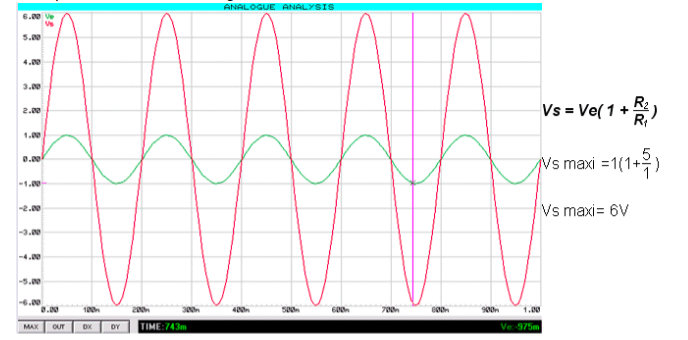 ANALOGUE ANALYSIS
6.00
Ve
Vs
5.00
4.00
3.00
2.00
1.00
0.00
-1.00
-2.00
-3.00
-4.00
-5.00
-6.00
0.00 100m 200m 300m 400m 500m 600m 700m 800m 900m 1.00
MAX OUT DX DY TIME:743m Ve:-975m
Vs = Ve( 1 + R2/R1 )
Vs maxi =1(1+5/1)
Vs maxi= 6V